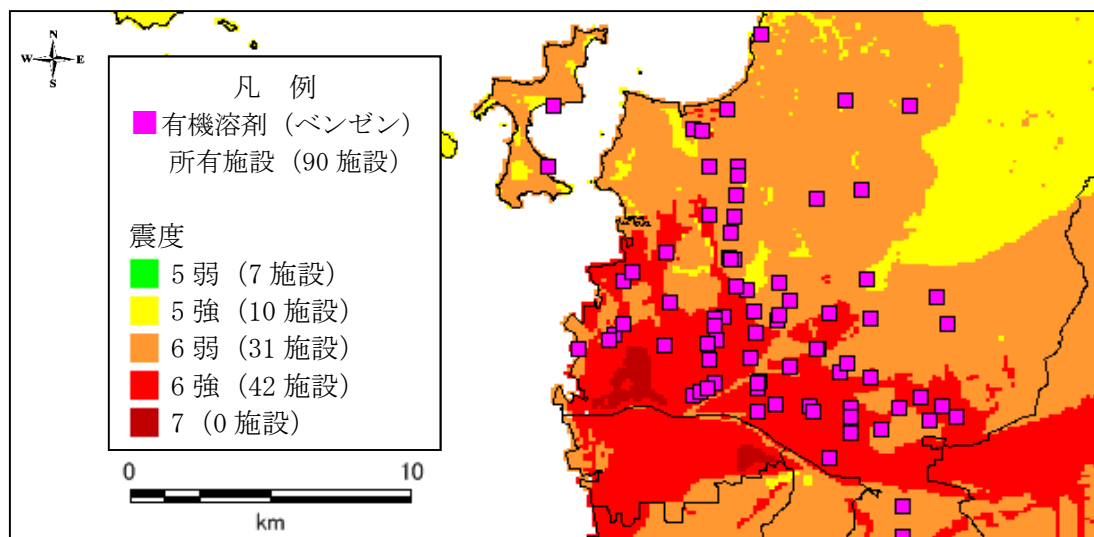 N
W E
S
凡 例
有機溶剤（ベンゼン）
所有施設（90 施設）
震度
5 弱（7 施設）
5 強（10 施設）
6 弱（31 施設）
6 強（42 施設）
7（0 施設）
0 10
km